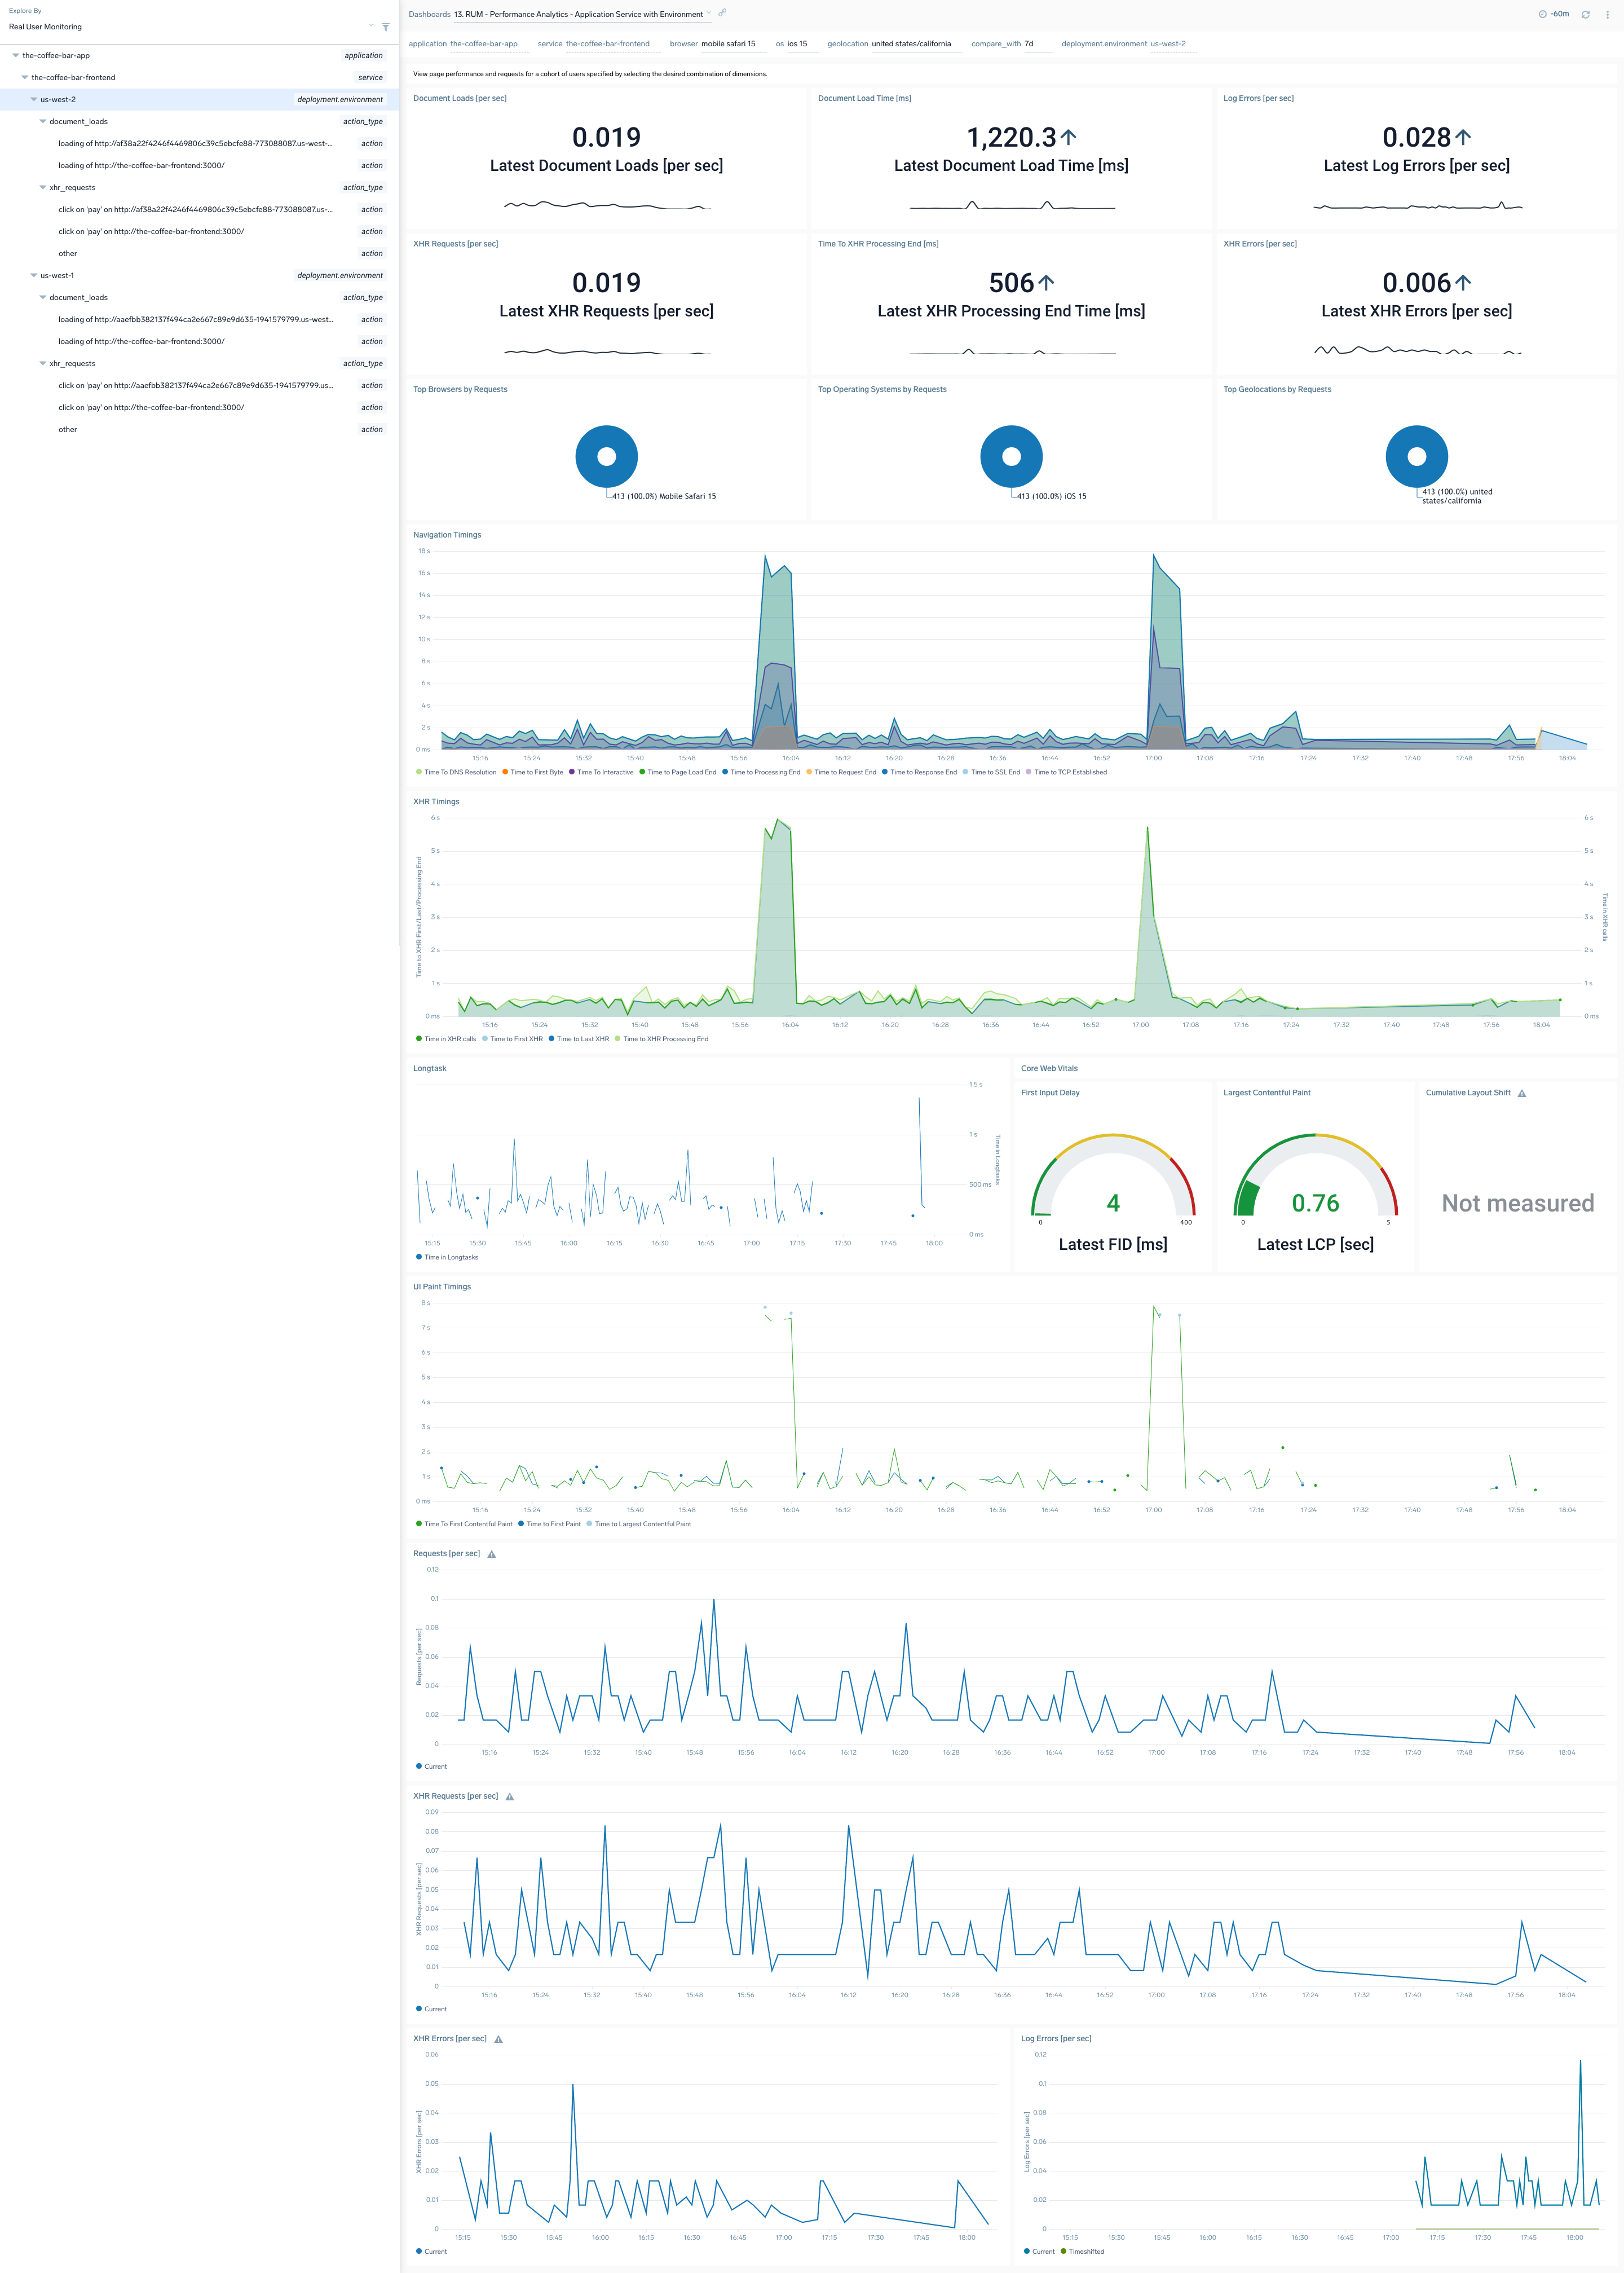 Explore By
Real User Monitoring
the-coffee-bar-app application
the-coffee-bar-frontend service
us-west-2 deployment.environment
document_loads action_type
loading of http://af38a22f4246f4469806c39c5ebcfe88-773088087.us-west-... action
loading of http://the-coffee-bar-frontend:3000/ action
xhr_requests action_type
click on 'pay' on http://af38a22f4246f4469806c39c5ebcfe88-773088087.us-... action
click on 'pay' on http://the-coffee-bar-frontend:3000/ action
other action
us-west-1 deployment.environment
document_loads action_type
loading of http://aaefbb382137f494ca2e667c89e9d635-1941579799.us-west... action
loading of http://the-coffee-bar-frontend:3000/ action
xhr_requests action_type
click on 'pay' on http://aaefbb382137f494ca2e667c89e9d635-1941579799.us... action
click on 'pay' on http://the-coffee-bar-frontend:3000/ action
other action
Dashboards 13. RUM - Performance Analytics - Application Service with Environment -60m
application the-coffee-bar-app service the-coffee-bar-frontend browser mobile safari 15 os ios 15 geolocation united states/california compare_with 7d deployment.environment us-west-2
View page performance and requests for a cohort of users specified by selecting the desired combination of dimensions.
Document Loads [per sec]
0.019
Latest Document Loads [per sec]
Document Load Time [ms]
1,220.3
Latest Document Load Time [ms]
Log Errors [per sec]
0.028
Latest Log Errors [per sec]
XHR Requests [per sec]
0.019
Latest XHR Requests [per sec]
Time To XHR Processing End [ms]
506
Latest XHR Processing End Time [ms]
XHR Errors [per sec]
0.006
Latest XHR Errors [per sec]
Top Browsers by Requests
413 (100.0%) Mobile Safari 15
Top Operating Systems by Requests
413 (100.0%) iOS 15
Top Geolocations by Requests
413 (100.0%) united
states/california
Navigation Timings
18 s
16 s
14 s
12 s
10 s
8 s
6 s
4 s
2 s
0 ms
15:16 15:24 15:32 15:40 15:48 15:56 16:04 16:12 16:20 16:28 16:36 16:44 16:52 17:00 17:08 17:16 17:24 17:32 17:40 17:48 17:56 18:04
Time To DNS Resolution Time to First Byte Time To Interactive Time to Page Load End Time to Processing End Time to Request End Time to Response End Time to SSL End Time to TCP Established
XHR Timings
Time to XHR First/Last/Processing End
6 s 6 s
5 s 5 s
4 s 4 s
3 s 3 s
2 s 2 s
1 s 1 s
0 ms 0 ms
Time in XHR calls
15:16 15:24 15:32 15:40 15:48 15:56 16:04 16:12 16:20 16:28 16:36 16:44 16:52 17:00 17:08 17:16 17:24 17:32 17:40 17:48 17:56 18:04
Time in XHR calls Time to First XHR Time to Last XHR Time to XHR Processing End
Longtask
1.5 s
1 s
500 ms
0 ms
Time in Longtasks
15:15 15:30 15:45 16:00 16:15 16:30 16:45 17:00 17:15 17:30 17:45 18:00
Time in Longtasks
Core Web Vitals
First Input Delay
4
0 400
Latest FID [ms]
Largest Contentful Paint
0.76
0 5
Latest LCP [sec]
Cumulative Layout Shift
Not measured
UI Paint Timings
8 s
7 s
6 s
5 s
4 s
3 s
2 s
1 s
0 ms
15:16 15:24 15:32 15:40 15:48 15:56 16:04 16:12 16:20 16:28 16:36 16:44 16:52 17:00 17:08 17:16 17:24 17:32 17:40 17:48 17:56 18:04
Time To First Contentful Paint Time to First Paint Time to Largest Contentful Paint
Requests [per sec]
Requests [per sec]
0.12
0.1
0.08
0.06
0.04
0.02
0
15:16 15:24 15:32 15:40 15:48 15:56 16:04 16:12 16:20 16:28 16:36 16:44 16:52 17:00 17:08 17:16 17:24 17:32 17:40 17:48 17:56 18:04
Current
XHR Requests [per sec]
XHR Requests [per sec]
0.09
0.08
0.07
0.06
0.05
0.04
0.03
0.02
0.01
0
15:16 15:24 15:32 15:40 15:48 15:56 16:04 16:12 16:20 16:28 16:36 16:44 16:52 17:00 17:08 17:16 17:24 17:32 17:40 17:48 17:56 18:04
Current
XHR Errors [per sec]
XHR Errors [per sec]
0.06
0.05
0.04
0.03
0.02
0.01
0
15:15 15:30 15:45 16:00 16:15 16:30 16:45 17:00 17:15 17:30 17:45 18:00
Current
Log Errors [per sec]
Log Errors [per sec]
0.12
0.1
0.08
0.06
0.04
0.02
0
15:15 15:30 15:45 16:00 16:15 16:30 16:45 17:00 17:15 17:30 17:45 18:00
Current Timeshifted